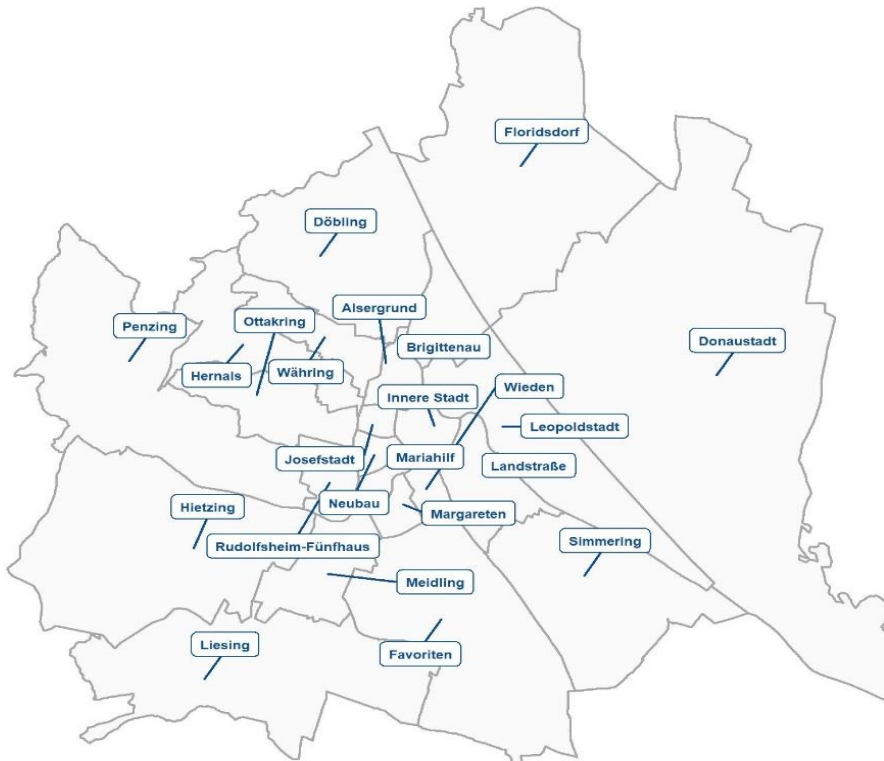 Floridsdorf
Döbling
Alsergrund
Ottakring
Penzing
Donaustadt
Brigittenau
Währing
Hernals
Wieden
Innere Stadt
Leopoldstadt
Mariahilf
Josefstadt
Landstraße
Neubau
Hietzing
Margareten
Simmering
Rudolfsheim-Fünfhaus
Meidling
Liesing
Favoriten